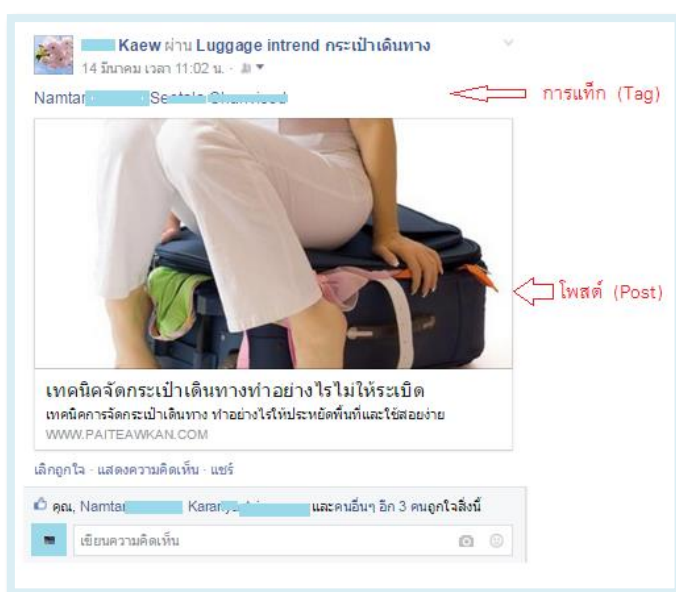 Kaew ผ่าน Luggage intrend กระเป๋าเดินทาง
14 มีนาคม เวลา 11:02 น. ·
Namtar
การแท็ก (Tag)
โพสต์ (Post)
เทคนิคจัดกระเป๋าเดินทางทำอย่างไรไม่ให้ระเบิด
เทคนิคการจัดกระเป๋าเดินทาง ทำอย่างไรให้ประหยัดพื้นที่และใช้สอยง่าย
WWW.PAITEAWKAN.COM
เลิกถูกใจ · แสดงความคิดเห็น · แชร์
คุณ, Namtar และคนอื่นๆ อีก 3 คนถูกใจสิ่งนี้
เขียนความคิดเห็น